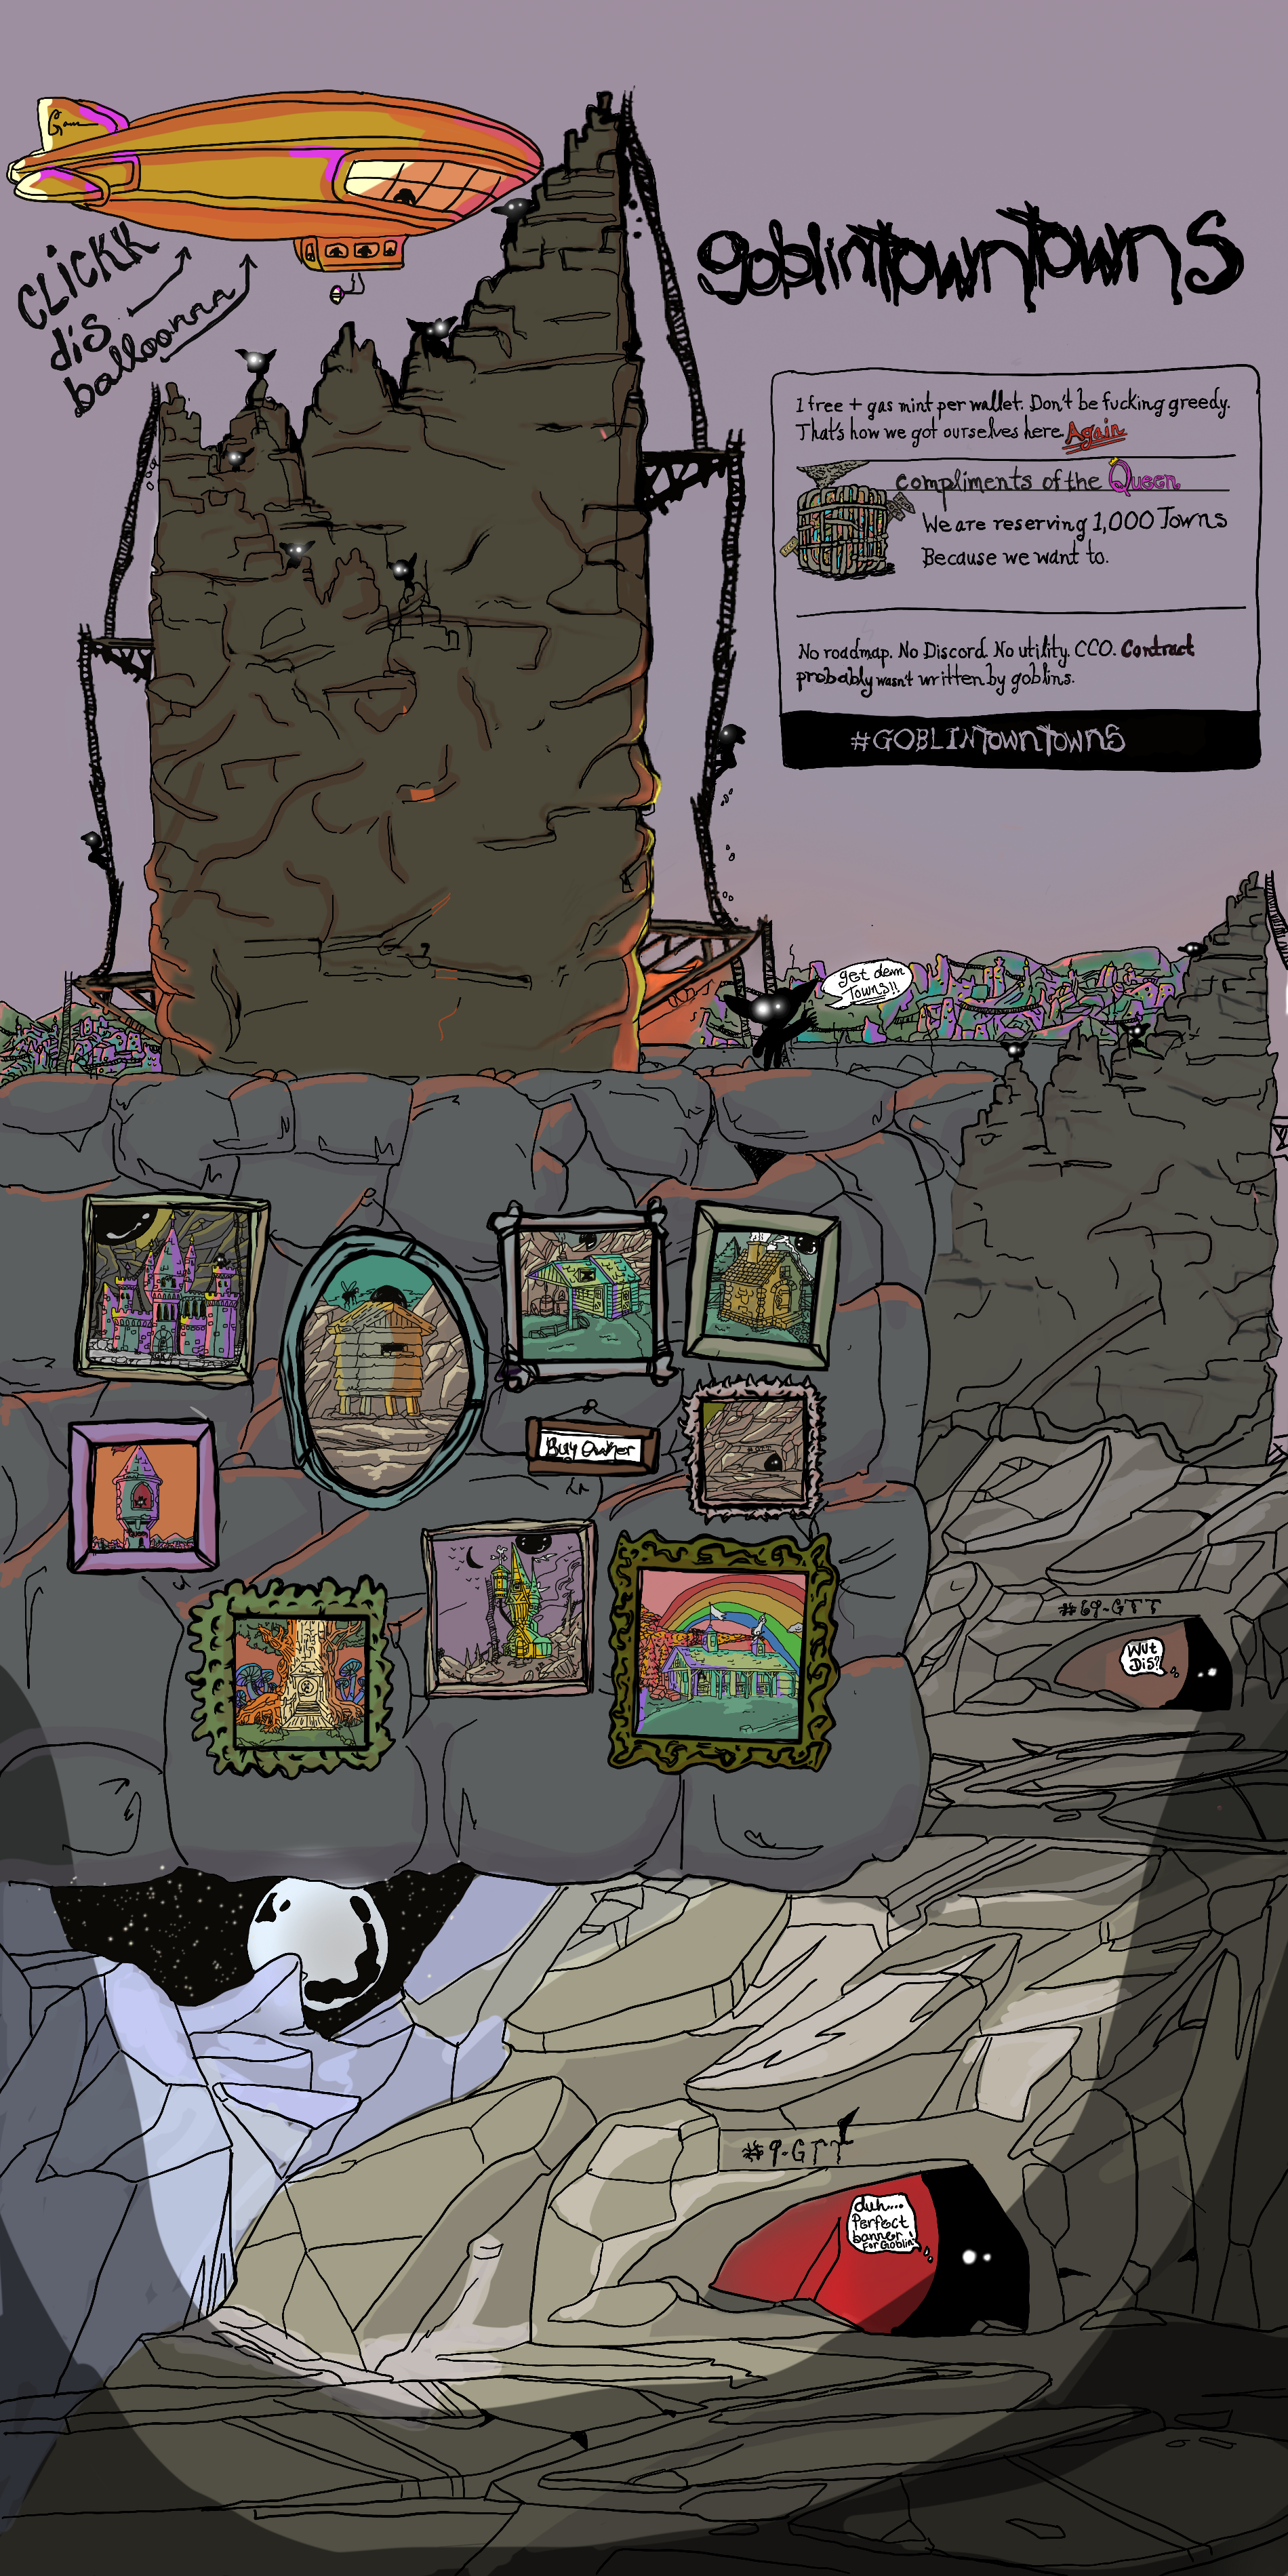 CLICKK
dis
balloonnn
goblinTownTowns
1 free + gas mint per wallet. Don't be fucking greedy.
That's how we got ourselves here. Again
compliments of the Queen
We are reserving 1,000 Towns
Because we want to.
No roadmap. No Discord. No utility. CC0. Contract
probably wasn't written by goblins.
#GOBLINTOWNTOWNS
get dem
Towns!!
Buy Owner
#69-GTT
Wut
Dis?
#9-GTT
duh...
Perfect
banner
For Goblin!